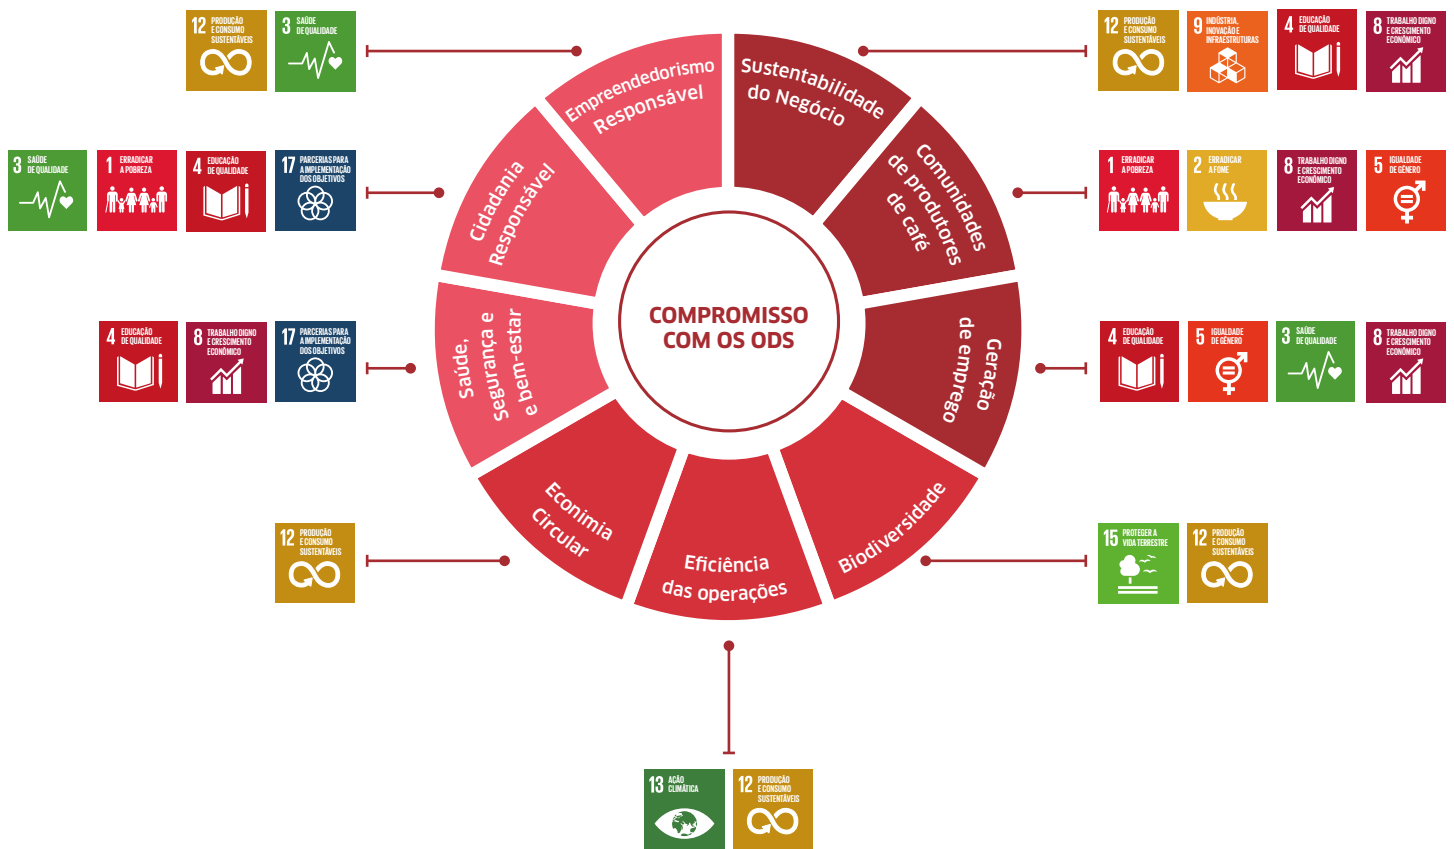 12 PRODUÇÃO
E CONSUMO
SUSTENTÁVEIS
3 SAÚDE
DE QUALIDADE
12 PRODUÇÃO
E CONSUMO
SUSTENTÁVEIS
9 INDÚSTRIA,
INOVAÇÃO E
INFRAESTRUTURAS
4 EDUCAÇÃO
DE QUALIDADE
8 TRABALHO DIGNO
E CRESCIMENTO
ECONÓMICO
Empreendedorismo
Responsável
Sustentabilidade
do Negócio
3 SAÚDE
DE QUALIDADE
1 ERRADICAR
A POBREZA
4 EDUCAÇÃO
DE QUALIDADE
17 PARCERIAS PARA
A IMPLEMENTAÇÃO
DOS OBJETIVOS
Cidadania
Responsável
Comunidades
de produtores
de café
1 ERRADICAR
A POBREZA
2 ERRADICAR
A FOME
8 TRABALHO DIGNO
E CRESCIMENTO
ECONÓMICO
5 IGUALDADE
DE GÉNERO
COMPROMISSO
COM OS ODS
4 EDUCAÇÃO
DE QUALIDADE
8 TRABALHO DIGNO
E CRESCIMENTO
ECONÓMICO
17 PARCERIAS PARA
A IMPLEMENTAÇÃO
DOS OBJETIVOS
Saúde,
Segurança e
e bem-estar
Geração
de emprego
4 EDUCAÇÃO
DE QUALIDADE
5 IGUALDADE
DE GÉNERO
3 SAÚDE
DE QUALIDADE
8 TRABALHO DIGNO
E CRESCIMENTO
ECONÓMICO
12 PRODUÇÃO
E CONSUMO
SUSTENTÁVEIS
Econimia
Circular
Eficiência
das operações
Biodiversidade
15 PROTEGER A
VIDA TERRESTRE
12 PRODUÇÃO
E CONSUMO
SUSTENTÁVEIS
13 AÇÃO
CLIMÁTICA
12 PRODUÇÃO
E CONSUMO
SUSTENTÁVEIS